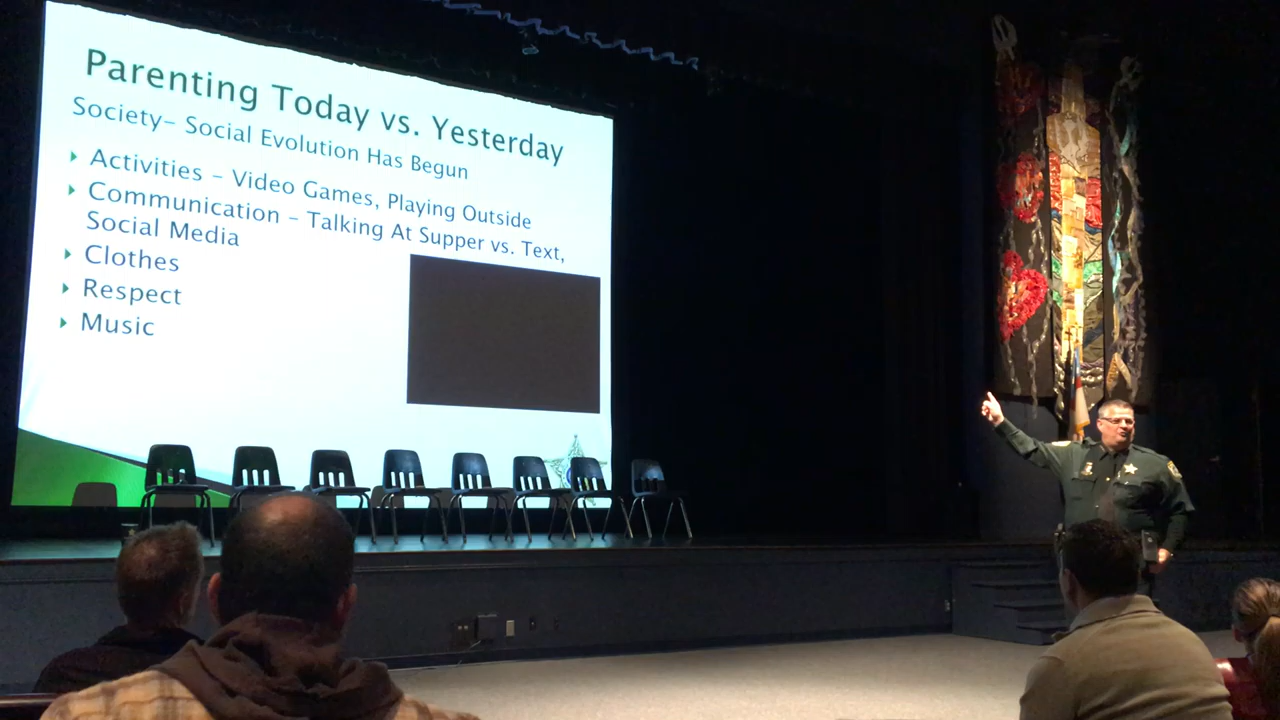 Parenting Today vs. Yesterday
Society- Social Evolution Has Begun
Activities - Video Games, Playing Outside
Communication - Talking At Supper vs. Text,
Social Media
Clothes
Respect
Music